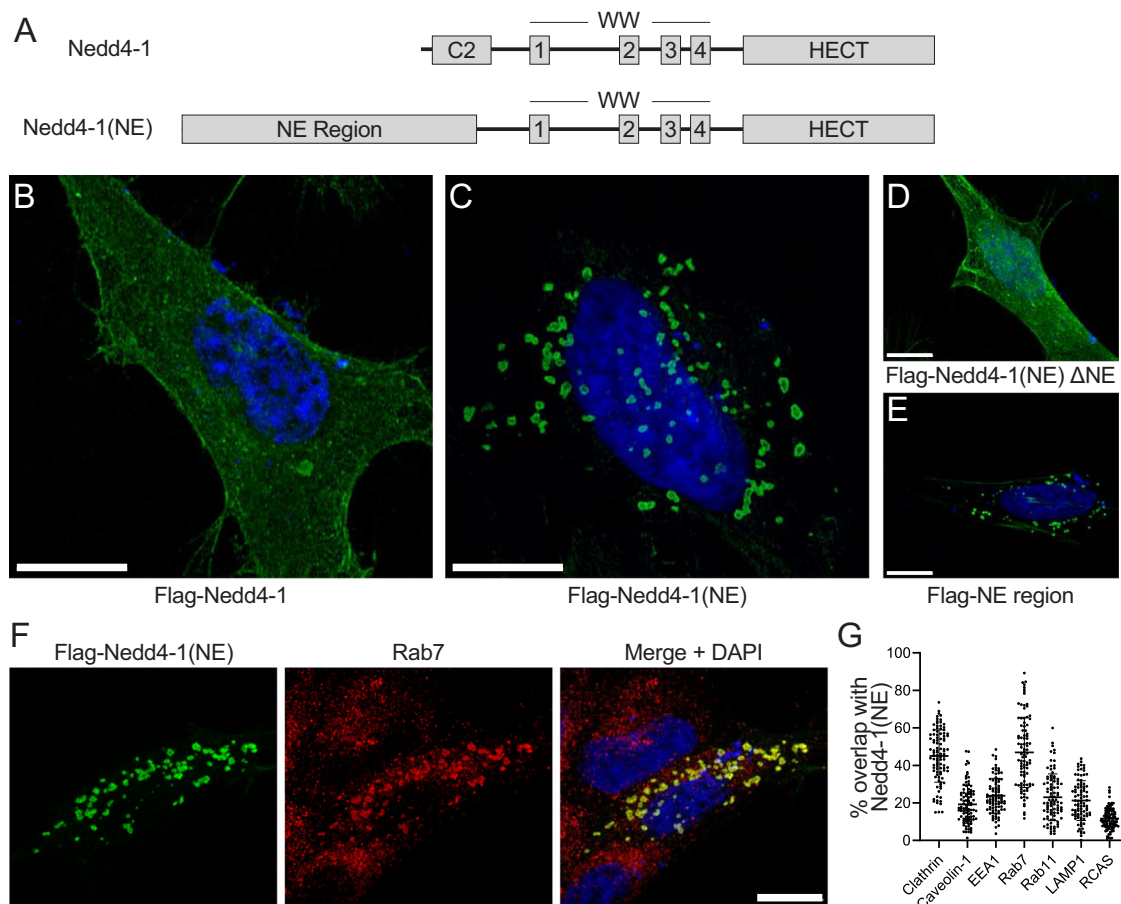 A
Nedd4-1
WW
C2
1
2
3
4
HECT
Nedd4-1(NE)
WW
NE Region
1
2
3
4
HECT
B
Flag-Nedd4-1
C
Flag-Nedd4-1(NE)
D
Flag-Nedd4-1(NE) ΔNE
E
Flag-NE region
F
Flag-Nedd4-1(NE)
Rab7
Merge + DAPI
G
% overlap with
Nedd4-1(NE)
100
80
60
40
20
0
Clathrin
Caveolin-1
EEA1
Rab7
Rab11
LAMP1
RCAS